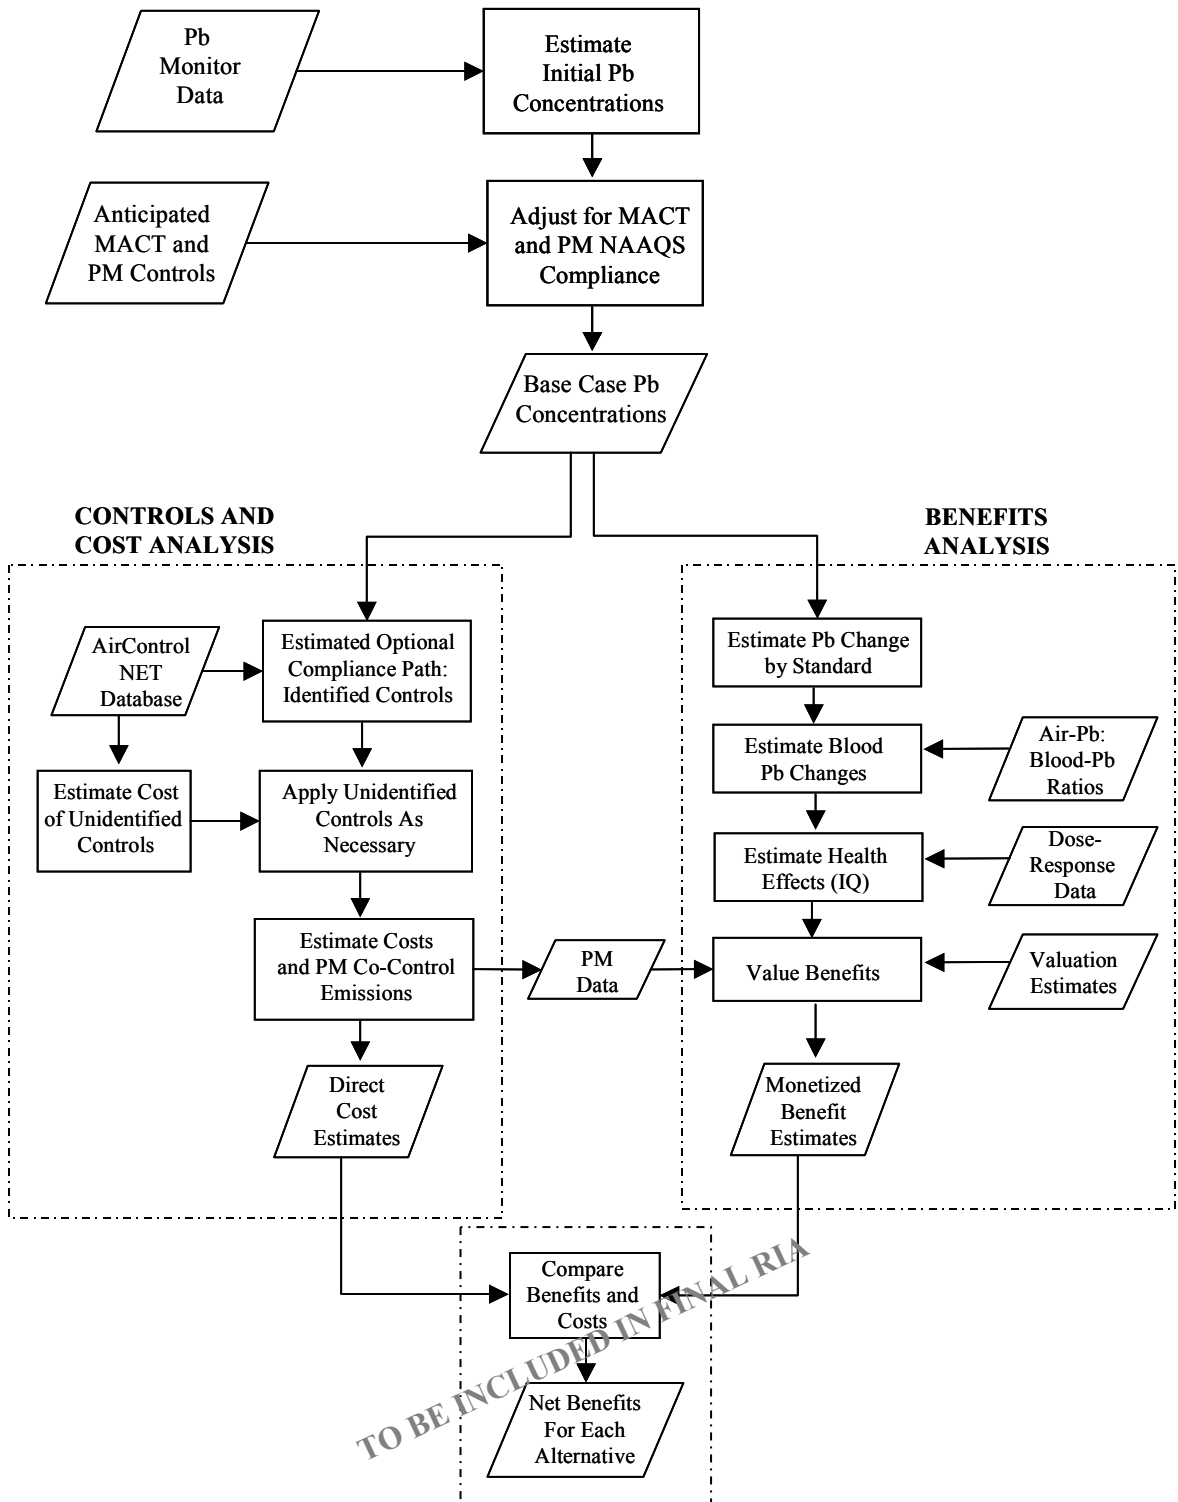 Pb
Monitor
Data
Estimate
Initial Pb
Concentrations
Anticipated
MACT and
PM Controls
Adjust for MACT
and PM NAAQS
Compliance
Base Case Pb
Concentrations
CONTROLS AND
COST ANALYSIS
BENEFITS
ANALYSIS
AirControl
NET
Database
Estimated Optional
Compliance Path:
Identified Controls
Estimate Cost
of Unidentified
Controls
Apply Unidentified
Controls As
Necessary
Estimate Costs
and PM Co-Control
Emissions
PM
Data
Direct
Cost
Estimates
Estimate Pb Change
by Standard
Estimate Blood
Pb Changes
Air-Pb:
Blood-Pb
Ratios
Estimate Health
Effects (IQ)
Dose-
Response
Data
Value Benefits
Valuation
Estimates
Monetized
Benefit
Estimates
Compare
Benefits and
Costs
TO BE INCLUDED IN FINAL RIA
Net Benefits
For Each
Alternative